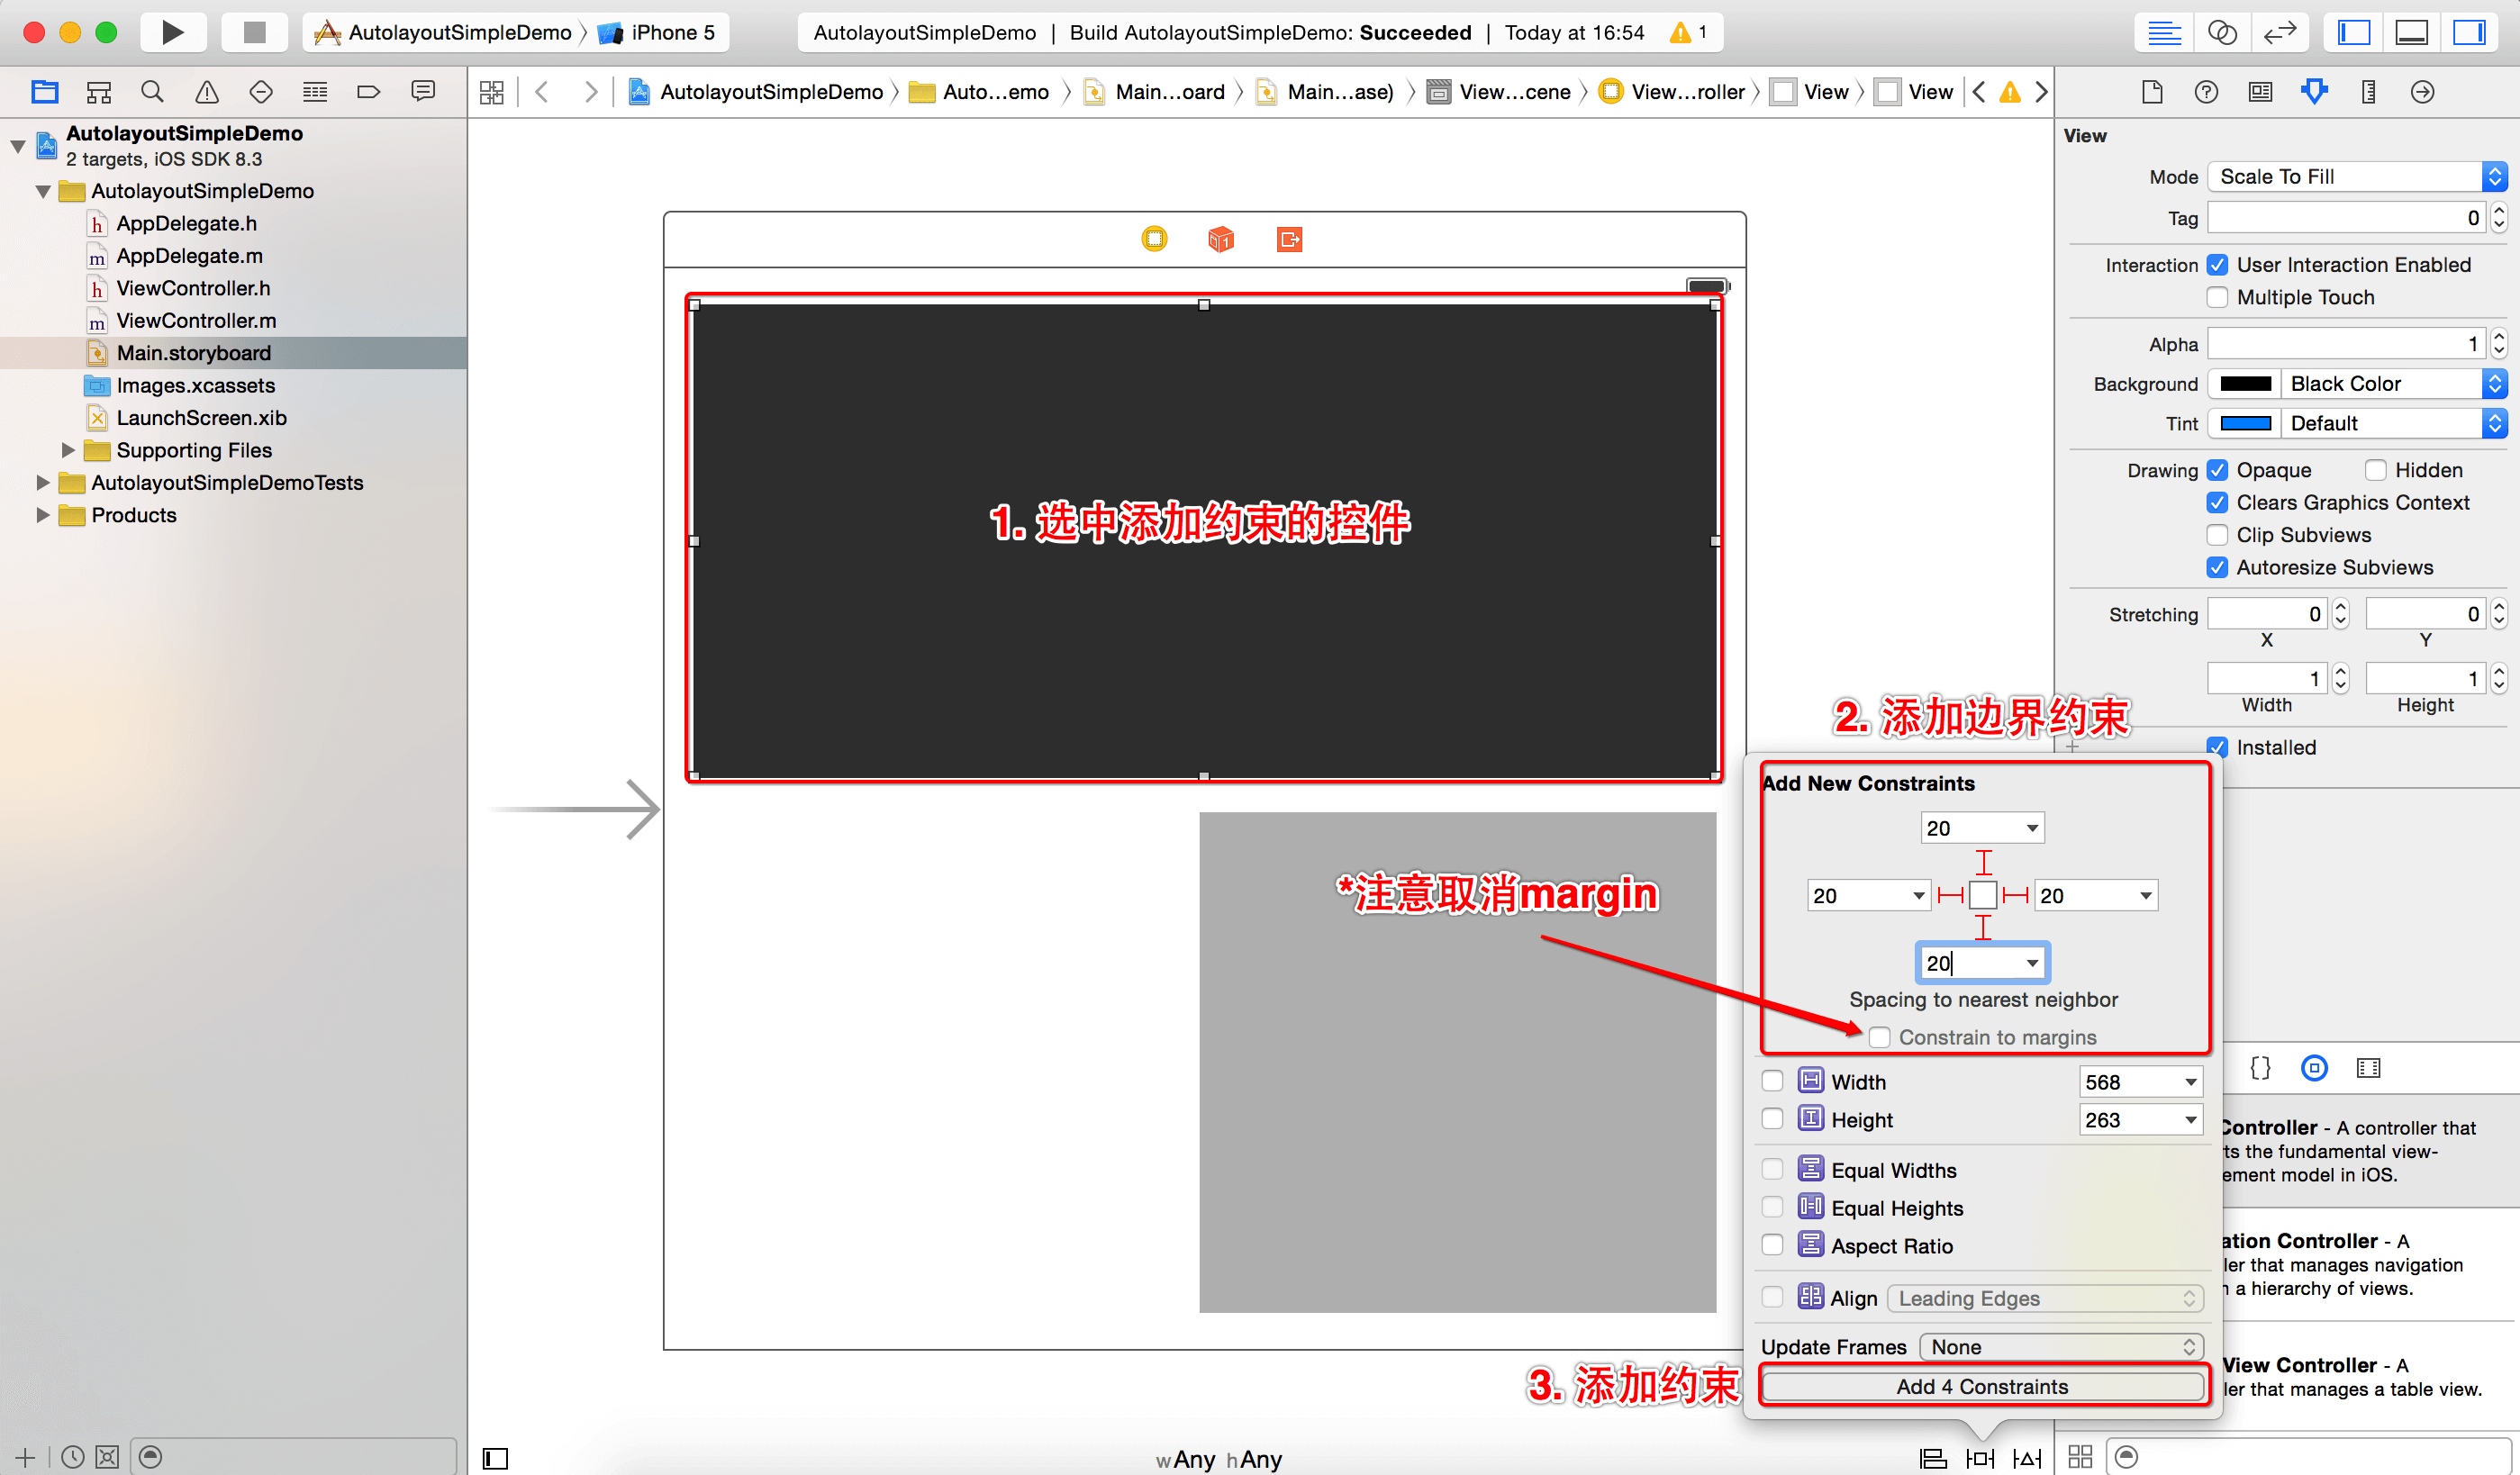 AutolayoutSimpleDemo
iPhone 5
AutolayoutSimpleDemo | Build AutolayoutSimpleDemo: Succeeded | Today at 16:54
1
AutolayoutSimpleDemo
Auto...emo
Main...oard
Main...ase)
View...cene
View...roller
View
View
AutolayoutSimpleDemo
2 targets, iOS SDK 8.3
AutolayoutSimpleDemo
h AppDelegate.h
m AppDelegate.m
h ViewController.h
m ViewController.m
Main.storyboard
Images.xcassets
LaunchScreen.xib
Supporting Files
AutolayoutSimpleDemoTests
Products
1. 选中添加约束的控件
*注意取消margin
2. 添加边界约束
3. 添加约束
View
Mode Scale To Fill
Tag 0
Interaction User Interaction Enabled
Multiple Touch
Alpha 1
Background Black Color
Tint Default
Drawing Opaque Hidden
Clears Graphics Context
Clip Subviews
Autoresize Subviews
Stretching 0 0
X Y
1 1
Width Height
Installed
Add New Constraints
20
20 20
20
Spacing to nearest neighbor
Constrain to margins
Width 568
Height 263
Equal Widths
Equal Heights
Aspect Ratio
Align Leading Edges
Update Frames None
Add 4 Constraints
Controller - A controller that
ts the fundamental view-
ement model in iOS.
ation Controller - A
ler that manages navigation
a hierarchy of views.
View Controller - A
ler that manages a table view.
wAny hAny